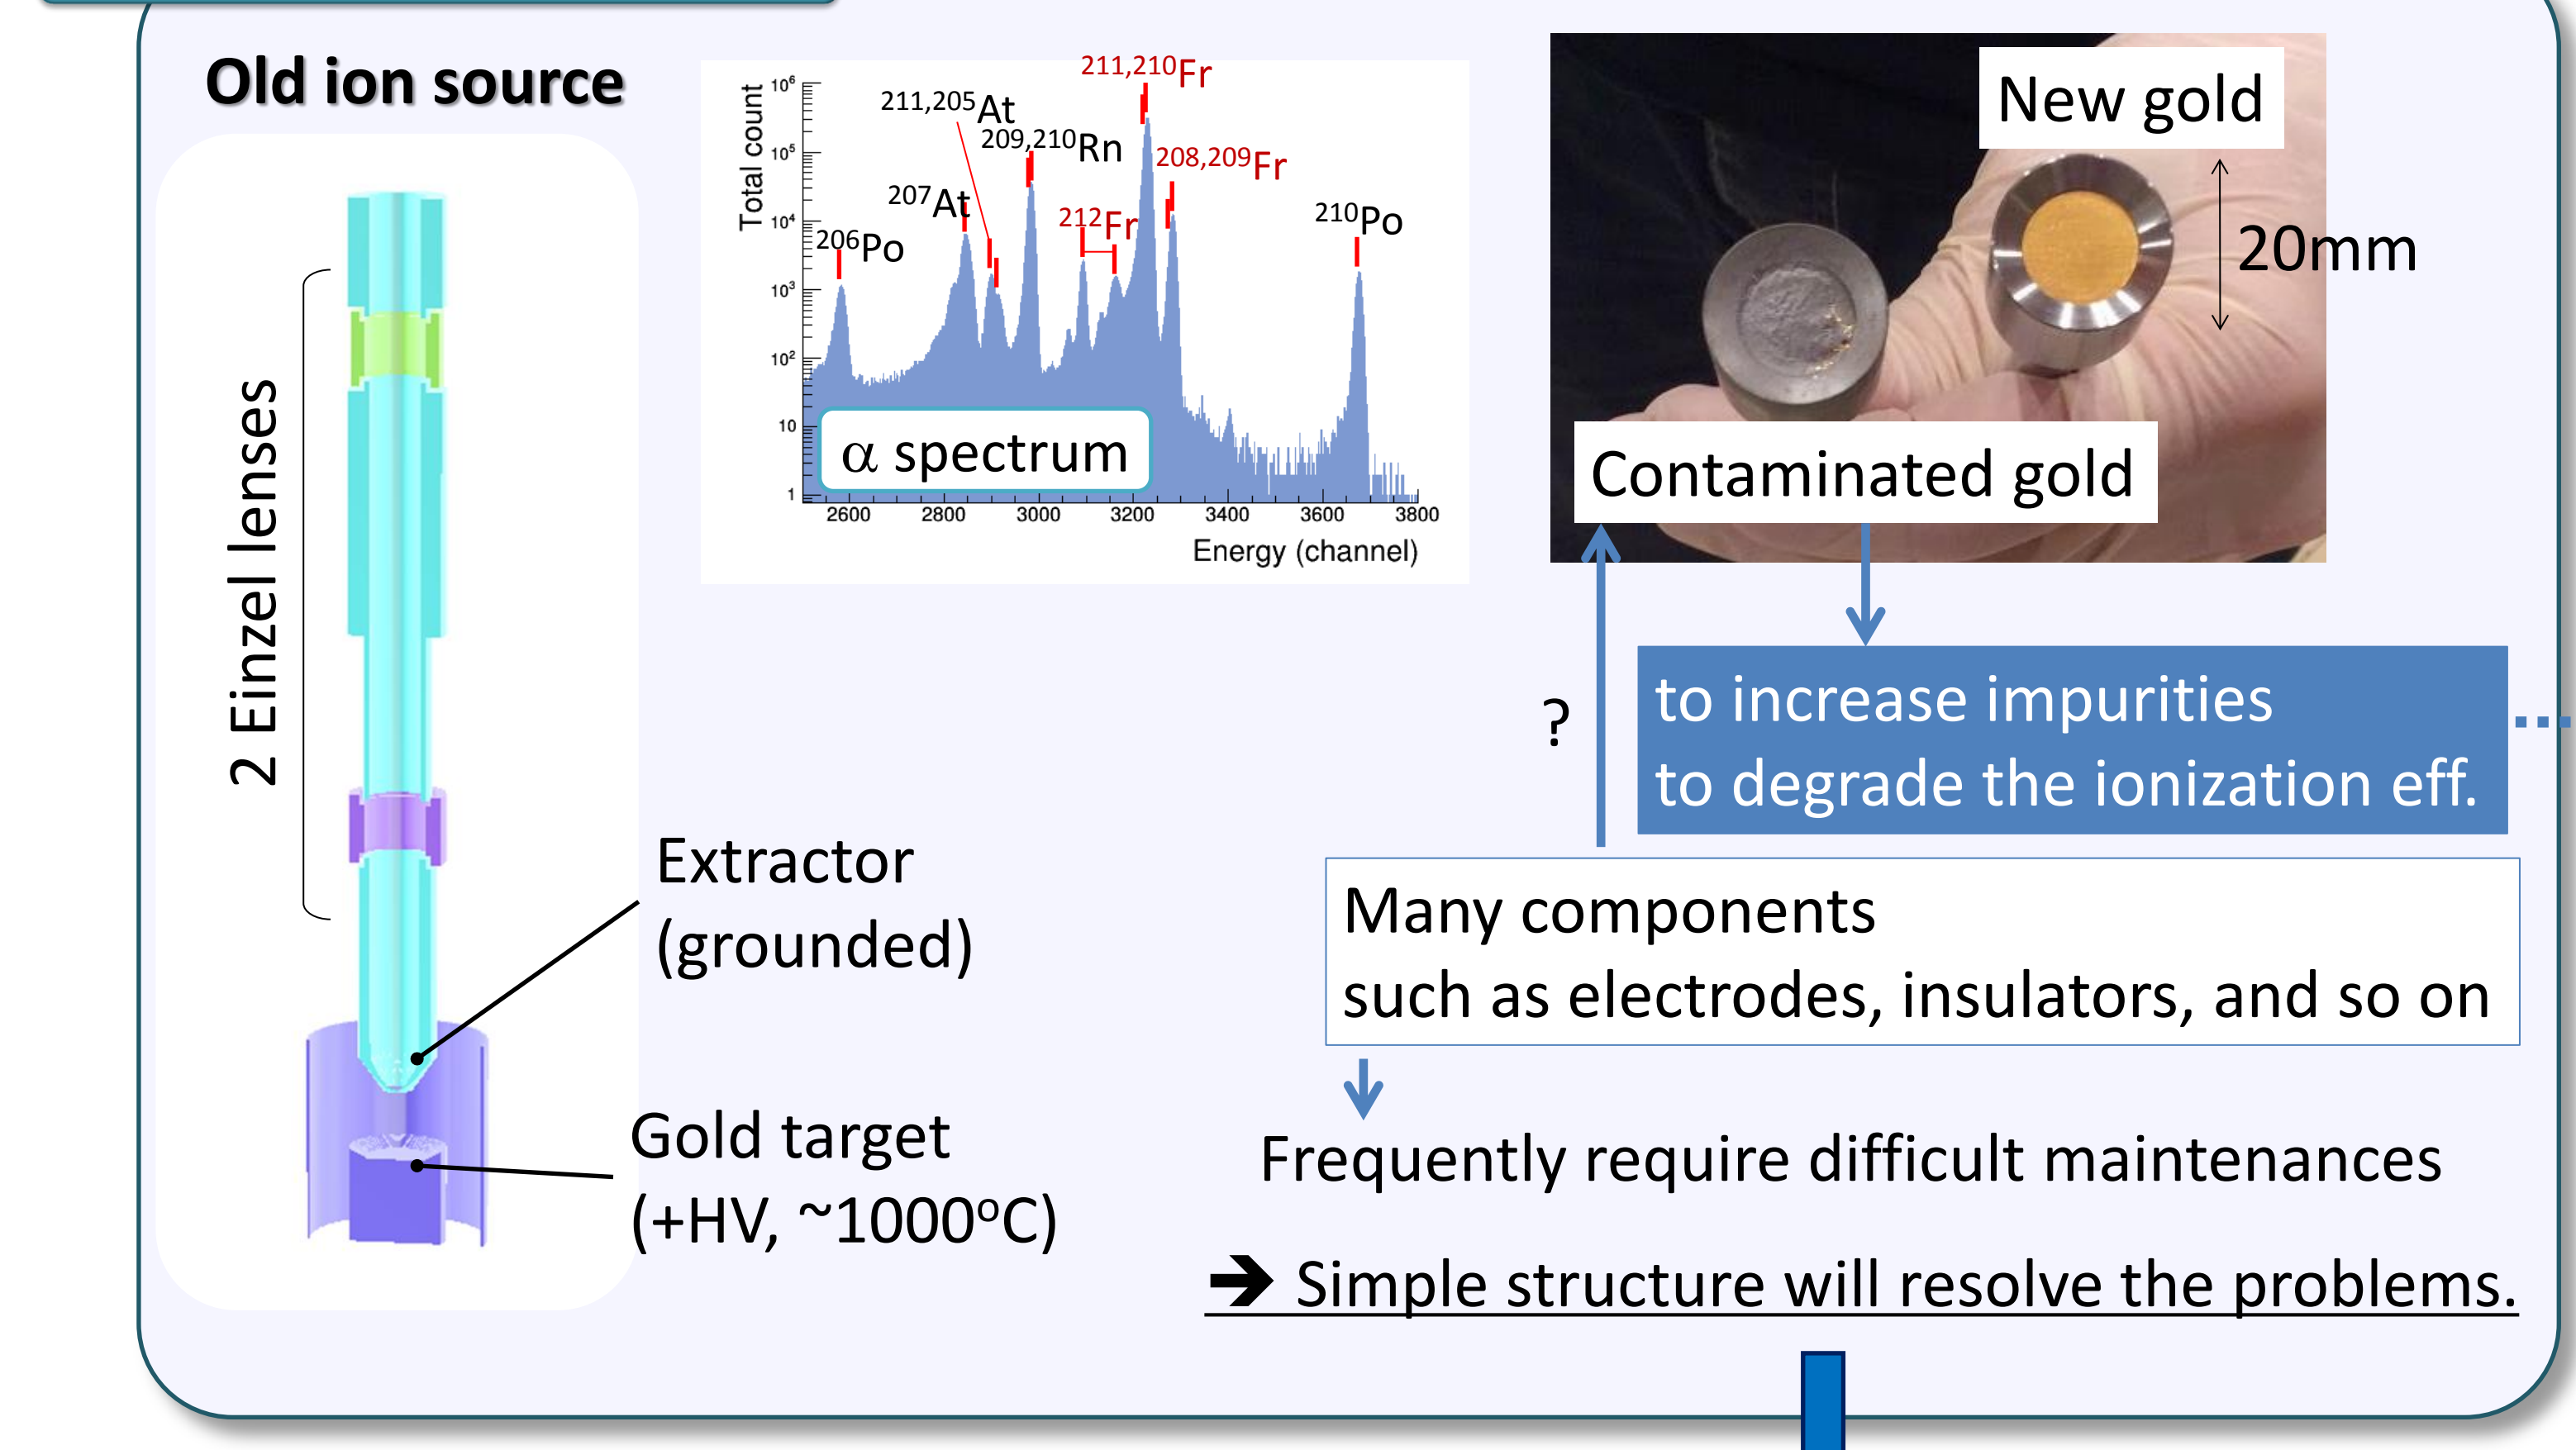 Old ion source
2 Einzel lenses
Extractor
(grounded)
Gold target
(+HV, ~1000°C)
Total count
10⁶
10⁵
10⁴
10³
10²
10
1
²⁰⁶Po
²⁰⁷At
²¹¹,²⁰⁵At
²⁰⁹,²¹⁰Rn
²¹²Fr
²¹¹,²¹⁰Fr
²⁰⁸,²⁰⁹Fr
²¹⁰Po
α spectrum
2600 2800 3000 3200 3400 3600 3800
Energy (channel)
New gold
20mm
Contaminated gold
to increase impurities
to degrade the ionization eff.
?
Many components
such as electrodes, insulators, and so on
Frequently require difficult maintenances
➔ Simple structure will resolve the problems.